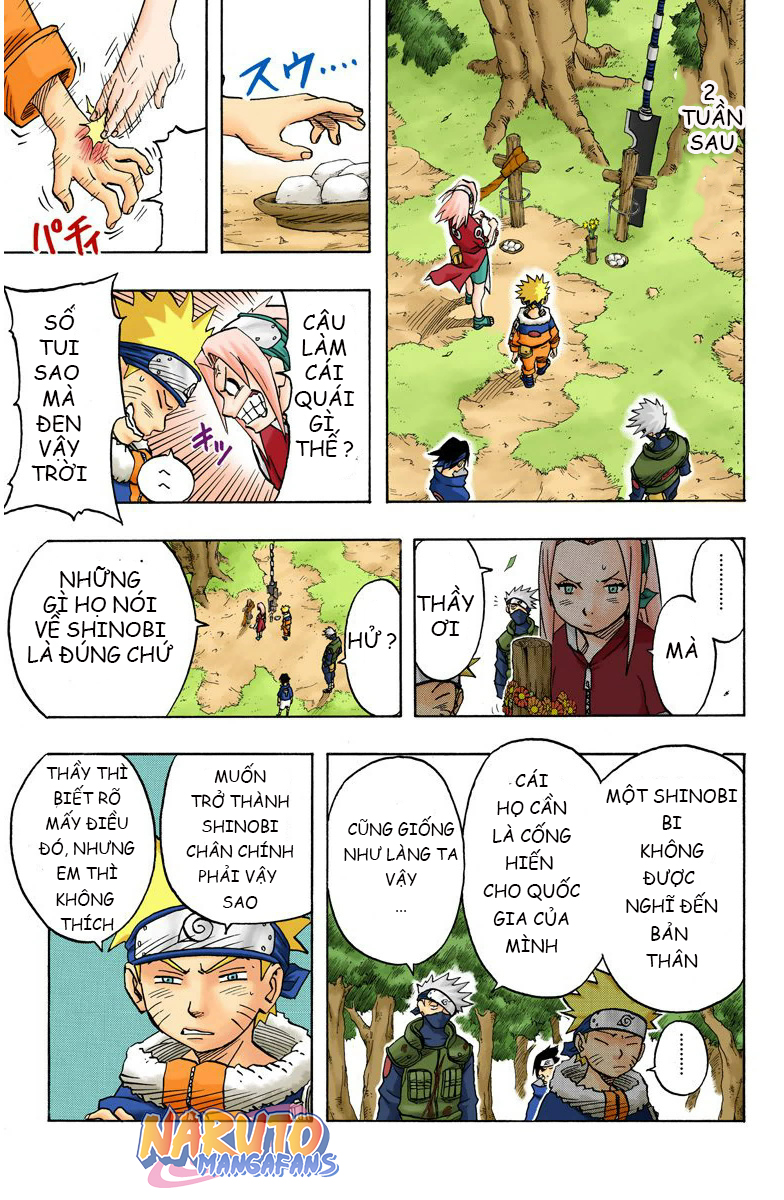 2
TUẦN
SAU
スゥ....
パチィ
CẬU
LÀM
CÁI
QUÁI
GÌ
THẾ ?
キッ
SỐ
TUI
SAO
MÀ
ĐEN
VẬY
TRỜI
........
MÀ
THẦY
ƠI
HỬ ?
NHỮNG
GÌ HỌ NÓI
VỀ SHINOBI
LÀ ĐÚNG CHỨ
MỘT SHINOBI
BI
KHÔNG
ĐƯỢC
NGHĨ ĐẾN
BẢN
THÂN
CÁI
HỌ CẦN
LÀ CỐNG
HIẾN
CHO QUỐC
GIA CỦA
MÌNH
CŨNG GIỐNG
NHƯ LÀNG TA
VẬY
...
........
MUỐN
TRỞ THÀNH
SHINOBI
CHÂN CHÍNH
PHẢI VẬY
SAO
THẦY THÌ
BIẾT RÕ
MẤY ĐIỀU
ĐÓ, NHƯNG
EM THÌ
KHÔNG
THÍCH
NARUTO
MANGAFANS